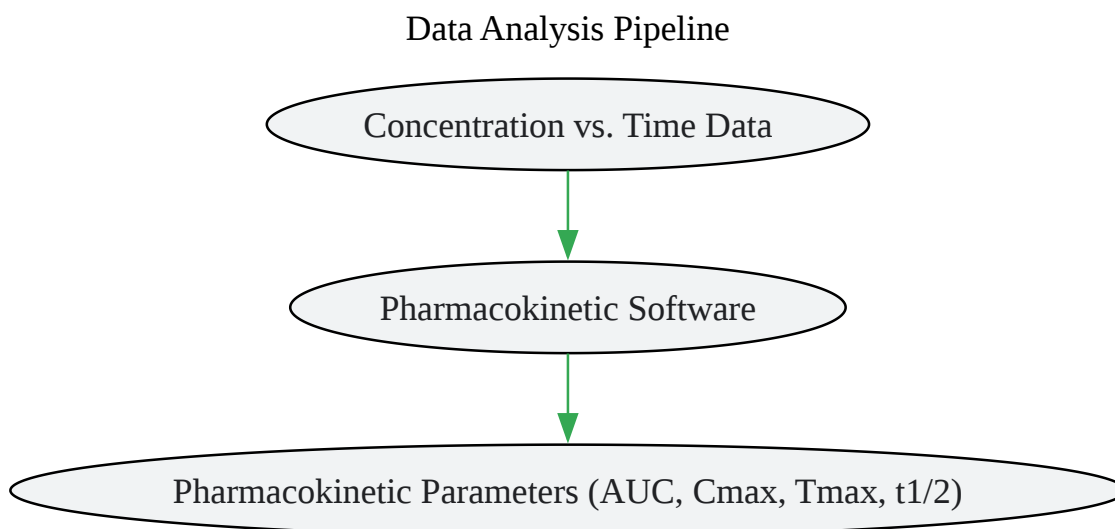 Data Analysis Pipeline
Concentration vs. Time Data
Pharmacokinetic Software
Pharmacokinetic Parameters (AUC, Cmax, Tmax, t1/2)